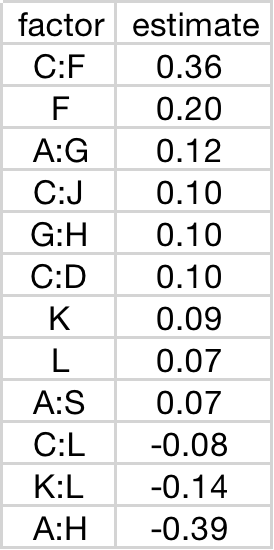 factor estimate
C:F 0.36
F 0.20
A:G 0.12
C:J 0.10
G:H 0.10
C:D 0.10
K 0.09
L 0.07
A:S 0.07
C:L -0.08
K:L -0.14
A:H -0.39